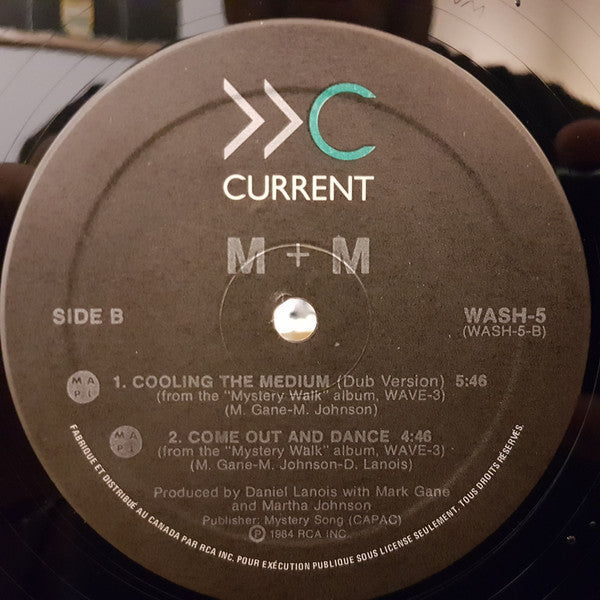 CURRENT
M + M
SIDE B
WASH-5
(WASH-5-B)
MAPL 1. COOLING THE MEDIUM (Dub Version) 5:46
(from the "Mystery Walk" album, WAVE-3)
(M. Gane-M. Johnson)
MAPL 2. COME OUT AND DANCE 4:46
(from the "Mystery Walk" album, WAVE-3)
(M. Gane-M. Johnson-D. Lanois)
Produced by Daniel Lanois with Mark Gane
and Martha Johnson
Publisher: Mystery Song (CAPAC)
℗ 1984 RCA INC.
FABRIQUÉ ET DISTRIBUÉ AU CANADA PAR RCA INC. POUR EXÉCUTION PUBLIQUE SOUS LICENSE SEULEMENT. TOUS DROITS RÉSERVÉS.